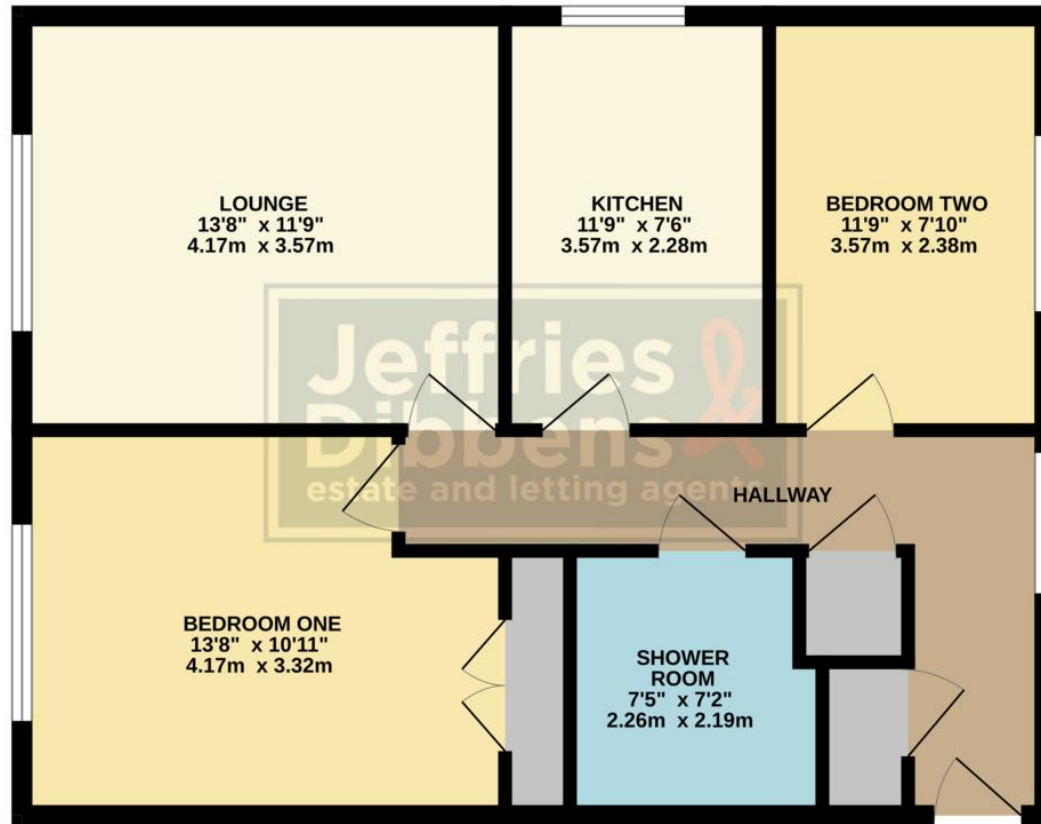 LOUNGE
13'8" x 11'9"
4.17m x 3.57m
KITCHEN
11'9" x 7'6"
3.57m x 2.28m
BEDROOM TWO
11'9" x 7'10"
3.57m x 2.38m
Jeffries &
Dibbens
estate and letting agents
HALLWAY
BEDROOM ONE
13'8" x 10'11"
4.17m x 3.32m
SHOWER
ROOM
7'5" x 7'2"
2.26m x 2.19m